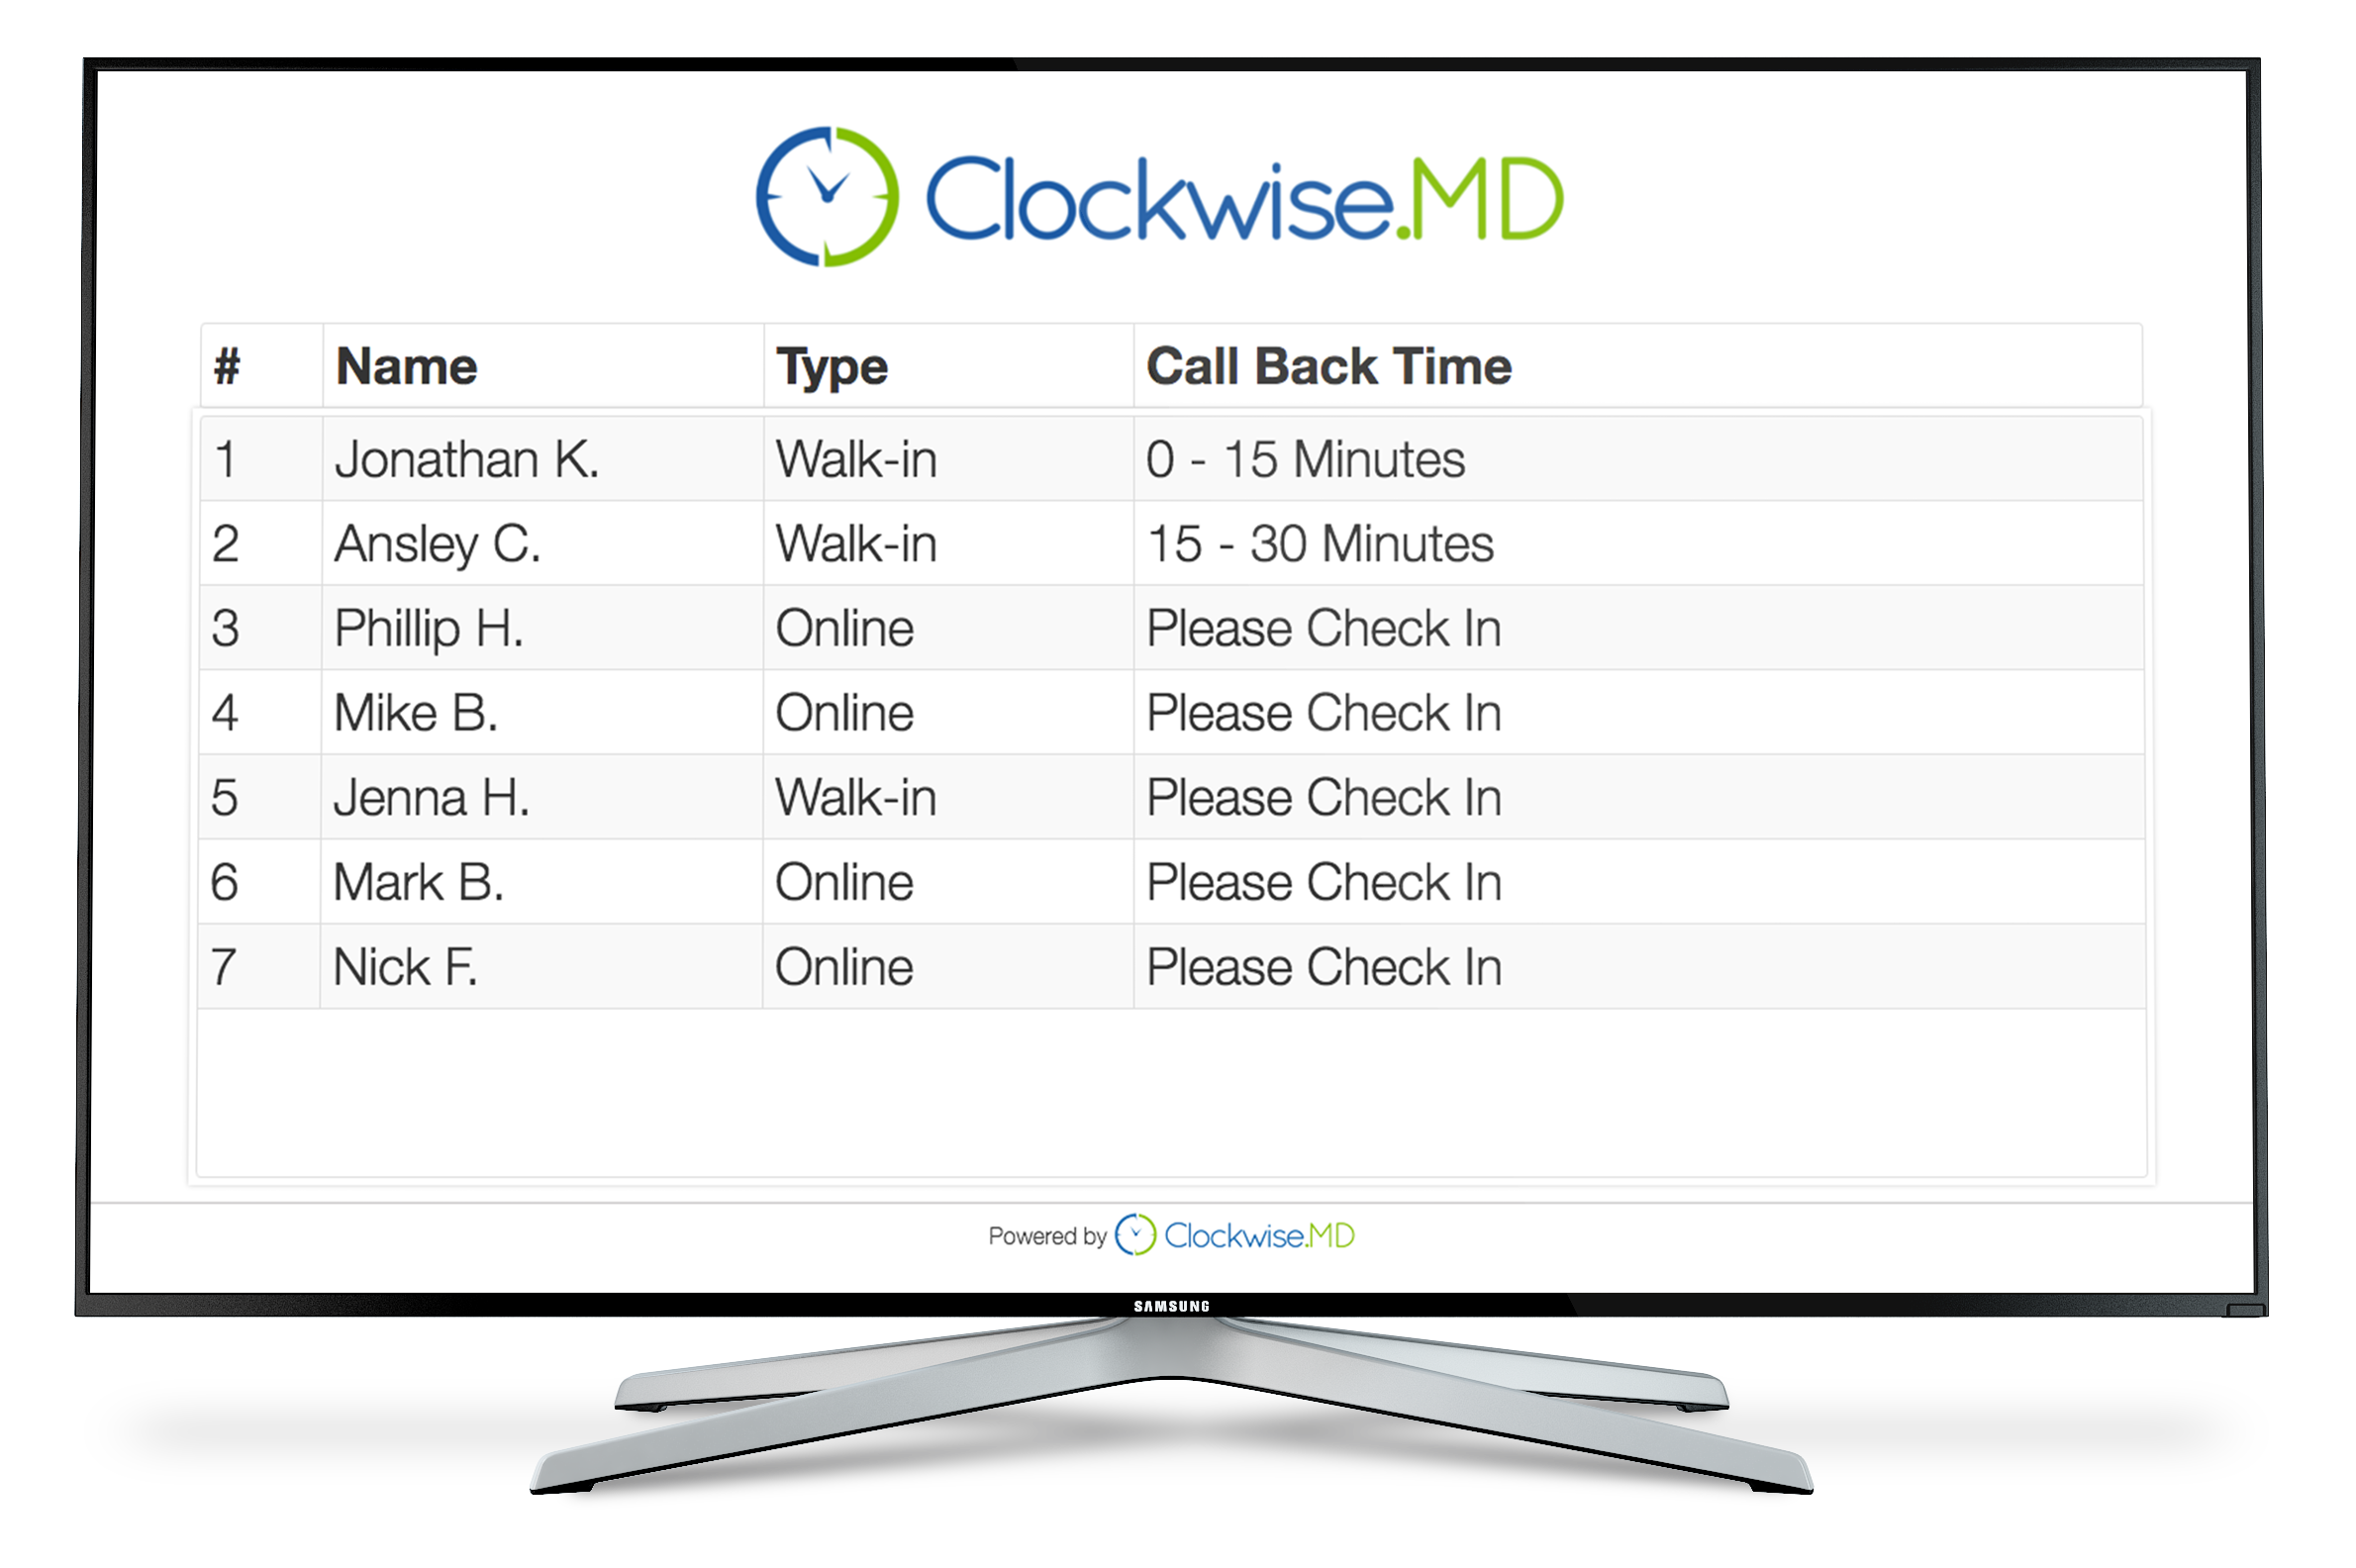 Clockwise.MD
# Name Type Call Back Time
1 Jonathan K. Walk-in 0 - 15 Minutes
2 Ansley C. Walk-in 15 - 30 Minutes
3 Phillip H. Online Please Check In
4 Mike B. Online Please Check In
5 Jenna H. Walk-in Please Check In
6 Mark B. Online Please Check In
7 Nick F. Online Please Check In
Powered by Clockwise.MD
SAMSUNG